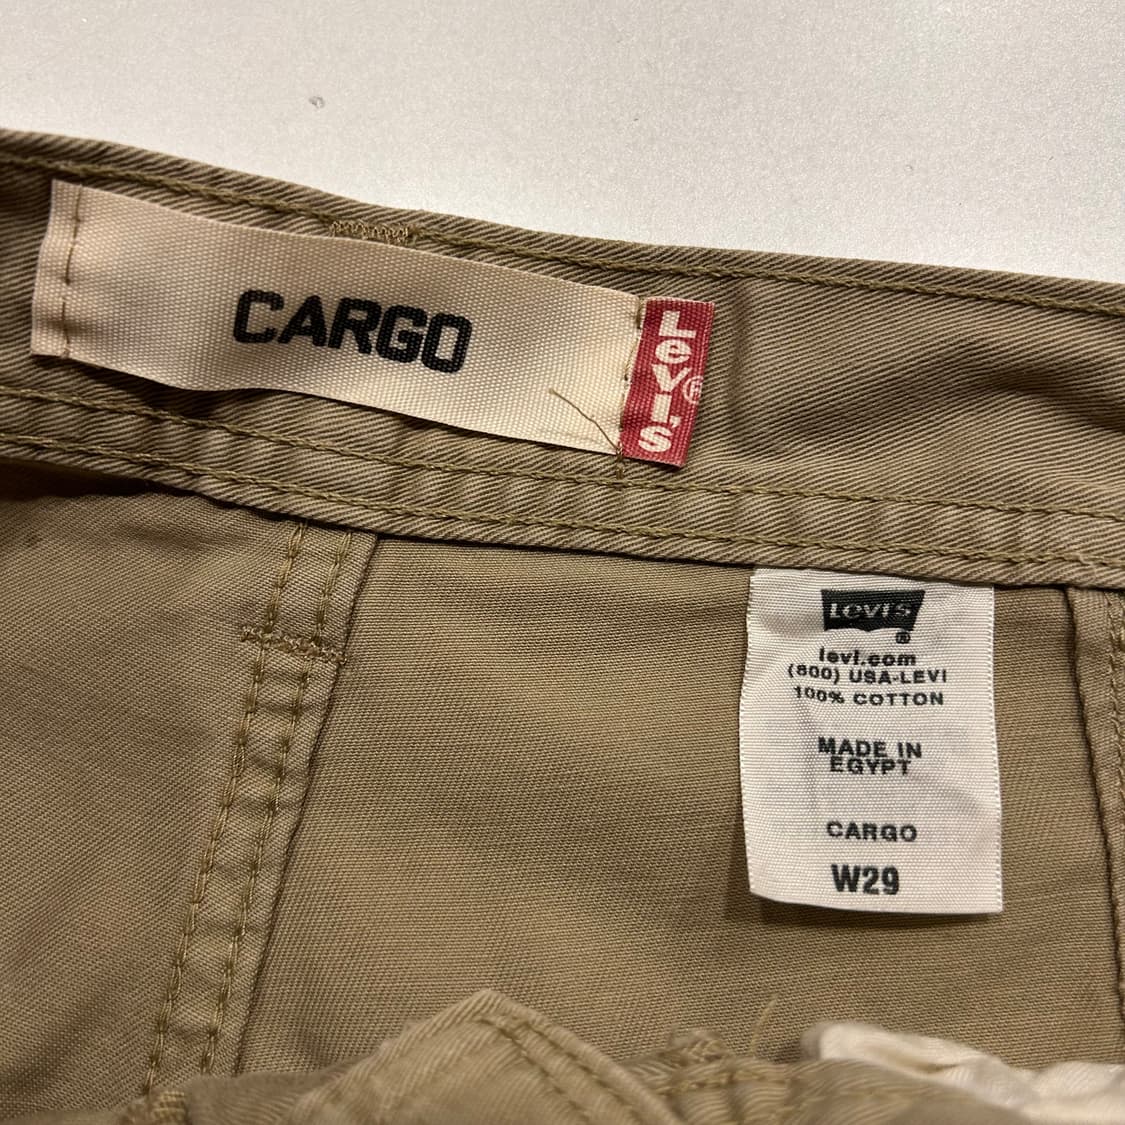 CARGO
Levi's®
Levi's
®
levi.com
(800) USA-LEVI
100% COTTON
MADE IN
EGYPT
CARGO
W29